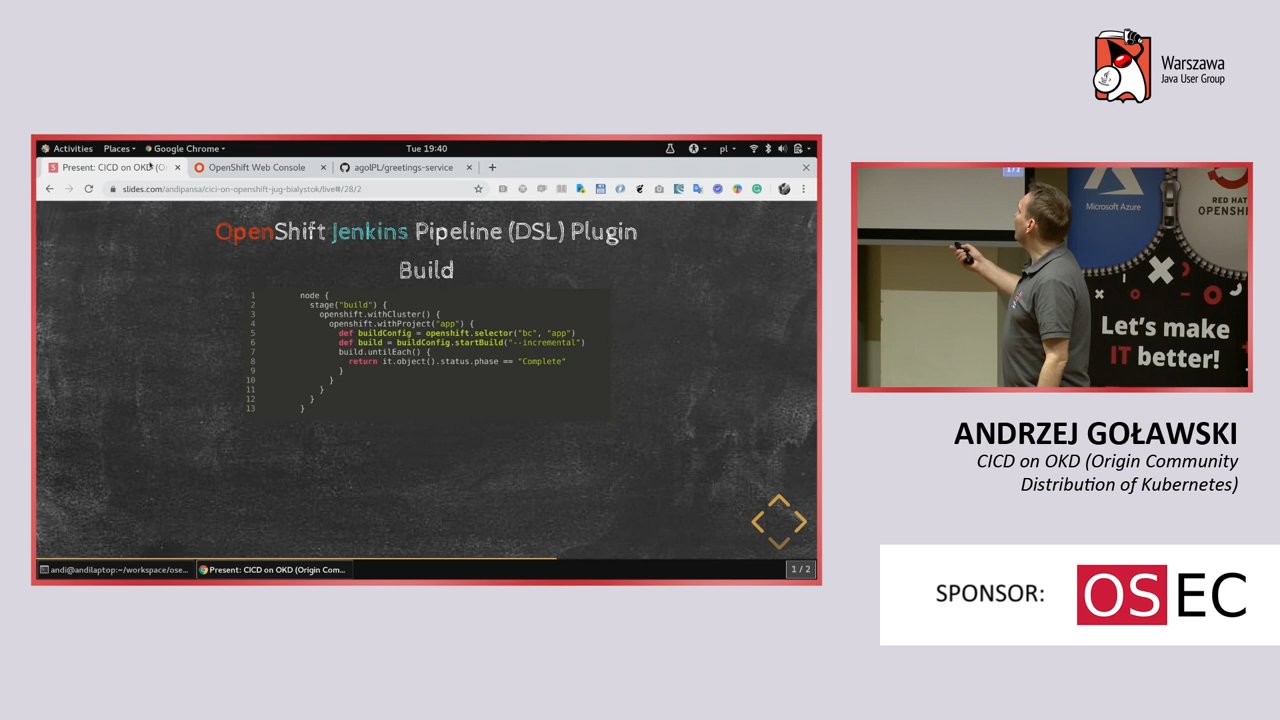 Warszawa
Java User Group
Activities Places Google Chrome Tue 19:40 pl
Present: CICD on OKD (O OpenShift Web Console agolPL/greetings-service
slides.com/andipansa/cici-on-openshift-jug-bialystok/live#/28/2
OpenShift Jenkins Pipeline (DSL) Plugin
Build
1 node {
2 stage("build") {
3 openshift.withCluster() {
4 openshift.withProject("app") {
5 def buildConfig = openshift.selector("bc", "app")
6 def build = buildConfig.startBuild("--incremental")
7 build.untilEach() {
8 return it.object().status.phase == "Complete"
9 }
10 }
11 }
12 }
13 }
andi@andilaptop:~/workspace/ose... Present: CICD on OKD (Origin Com... 1 / 2
1 / 2
Microsoft Azure
RED HAT
OPENSH
Let's make
IT better!
ANDRZEJ GOŁAWSKI
CICD on OKD (Origin Community
Distribution of Kubernetes)
SPONSOR: OSEC